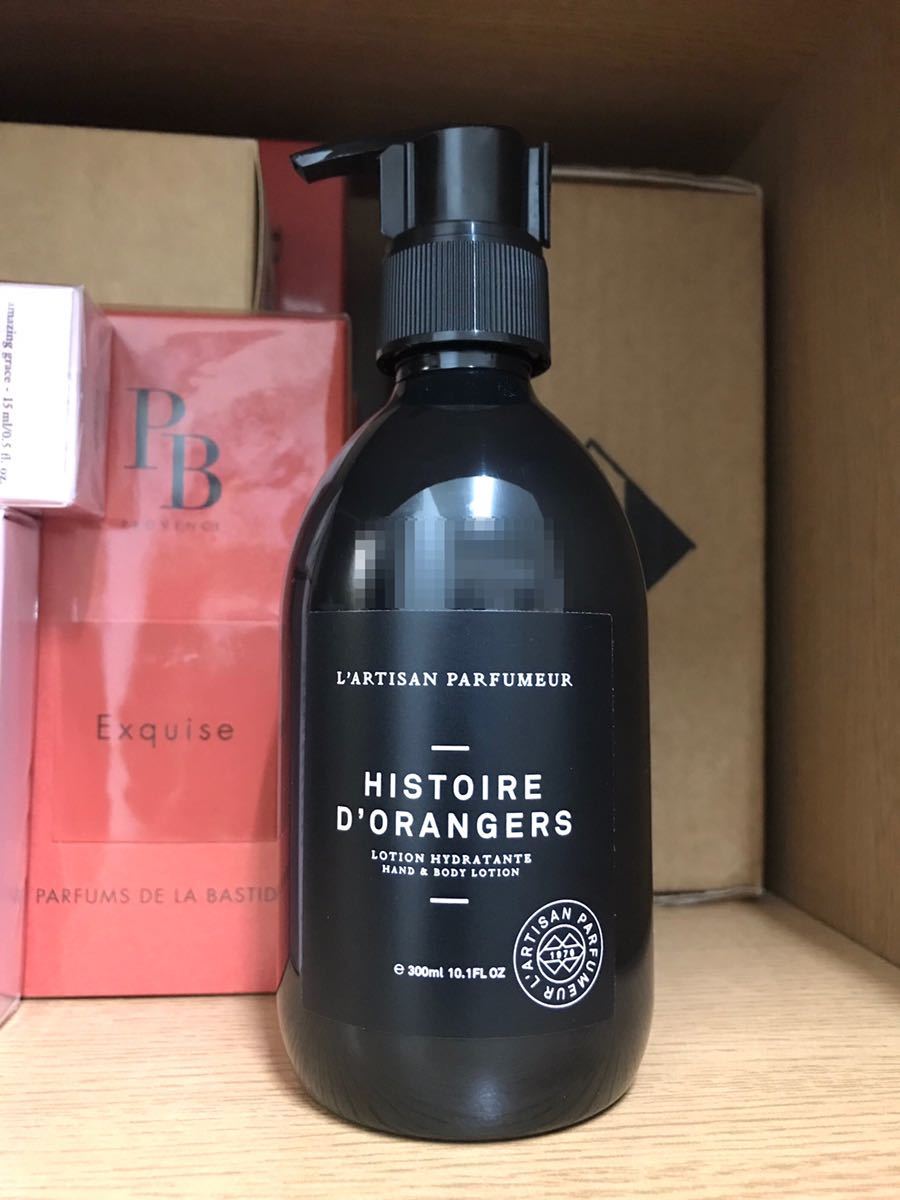 amazing grace - 15 ml/0.5 fl. oz.
PB
PROVENCE
Exquise
PARFUMS DE LA BASTID
L'ARTISAN PARFUMEUR
HISTOIRE
D'ORANGERS
LOTION HYDRATANTE
HAND & BODY LOTION
℮ 300ml 10.1FL OZ
L'ARTISAN PARFUMEUR
1976